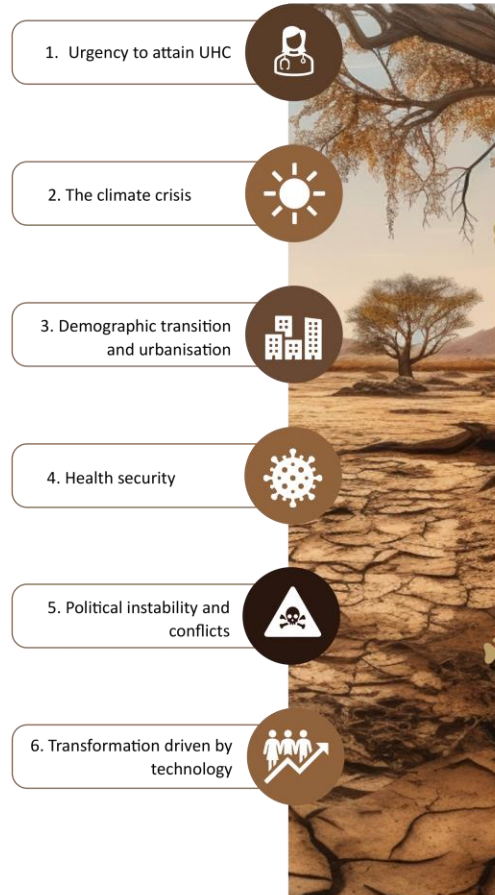 1. Urgency to attain UHC
2. The climate crisis
3. Demographic transition
and urbanisation
4. Health security
5. Political instability and
conflicts
6. Transformation driven by
technology